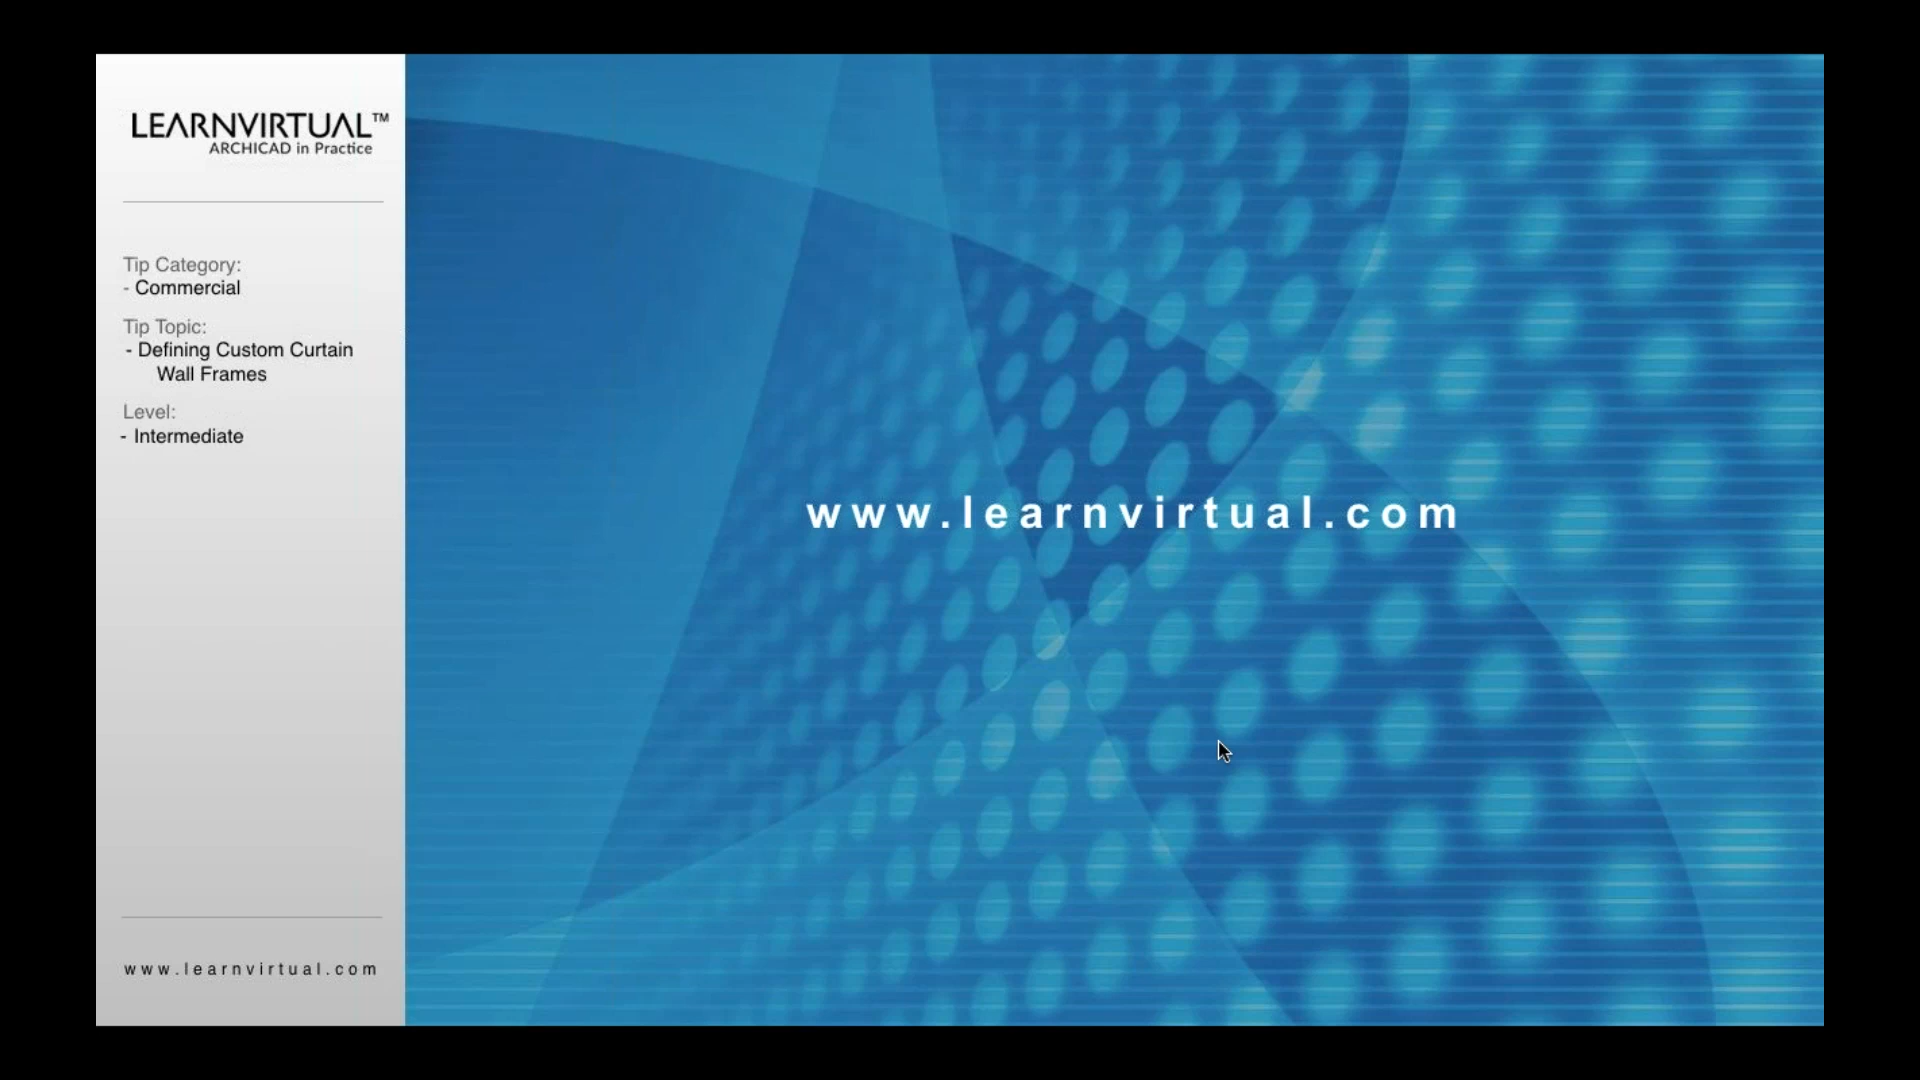 LEARNVIRTUAL™
ARCHICAD in Practice
Tip Category:
- Commercial
Tip Topic:
- Defining Custom Curtain
Wall Frames
Level:
- Intermediate
www.learnvirtual.com
www.learnvirtual.com